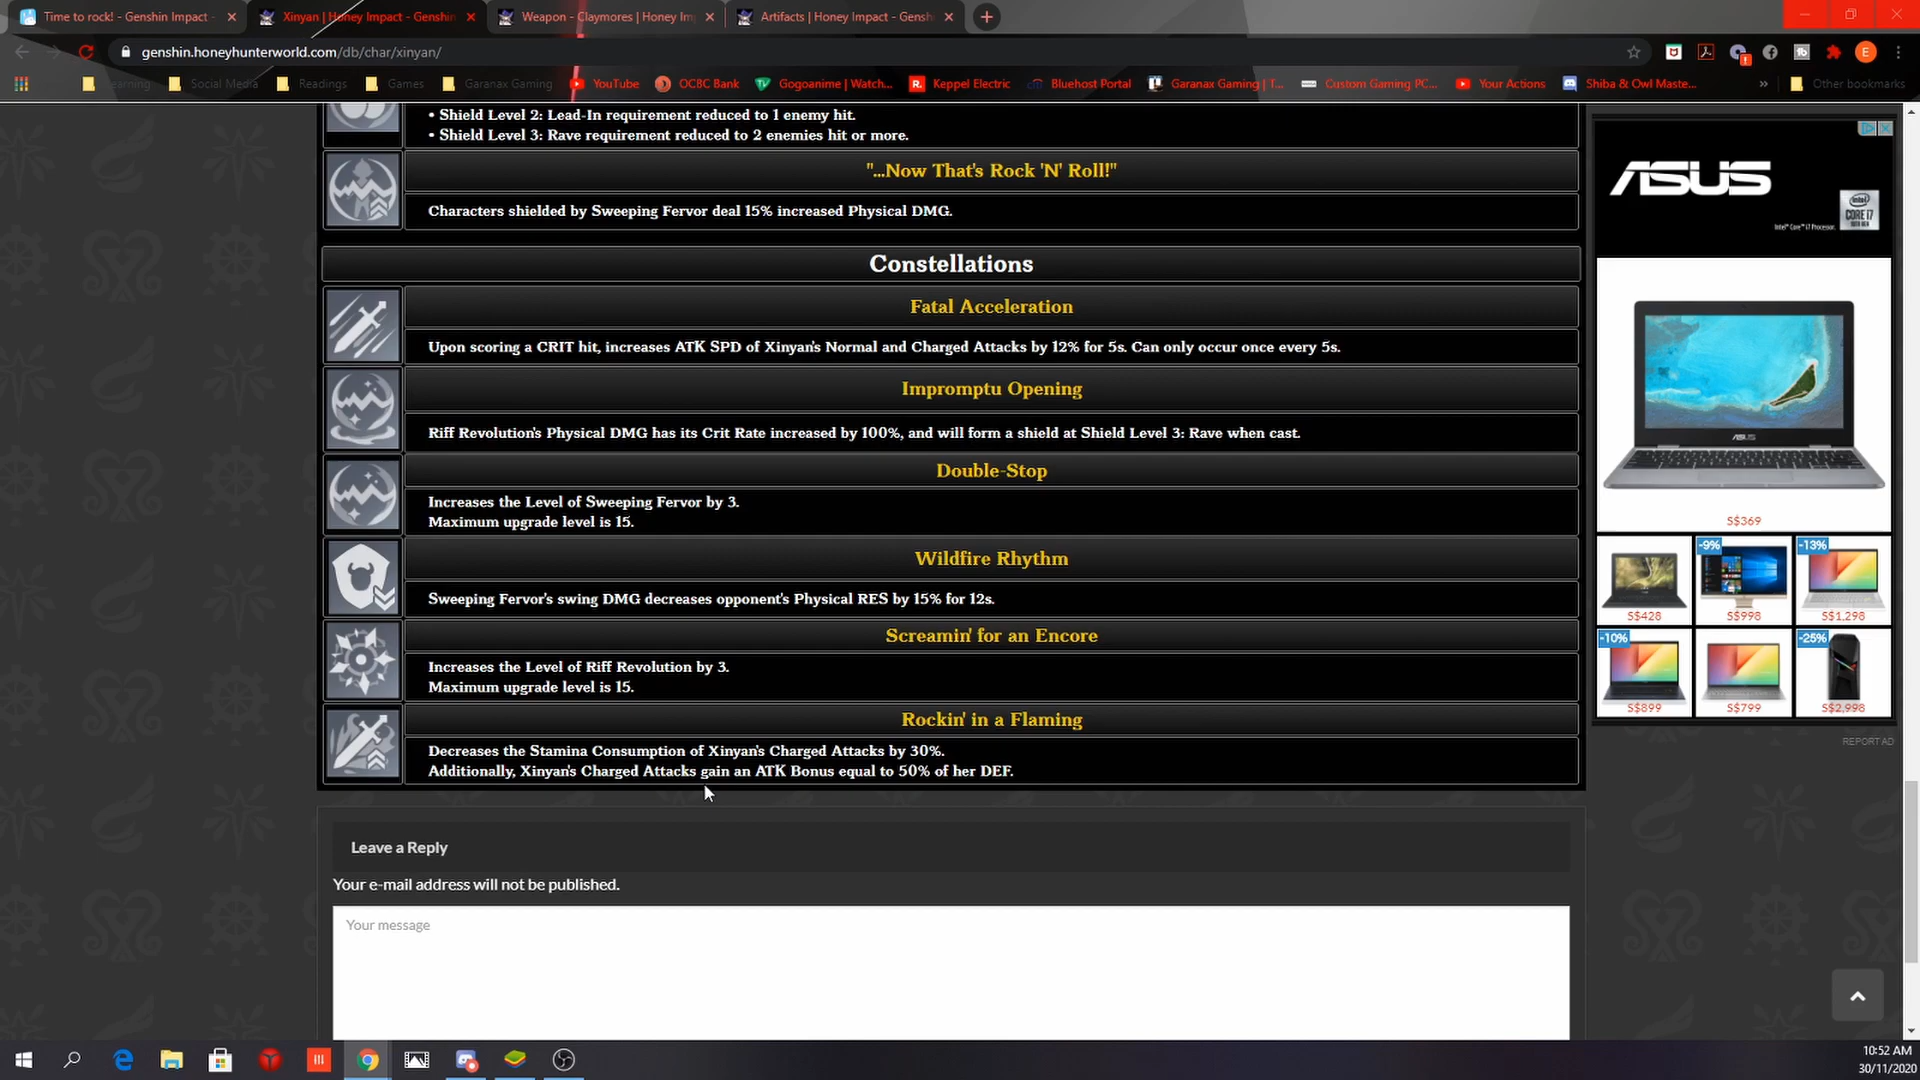 Time to rock! - Genshin Impact -
Xinyan | Honey Impact - Genshin
Weapon - Claymores | Honey Im
Artifacts | Honey Impact - Gensh
genshin.honeyhunterworld.com/db/char/xinyan/
Learning
Social Media
Readings
Games
Garanax Gaming
YouTube
OCBC Bank
Gogoanime | Watch...
Keppel Electric
Bluehost Portal
Garanax Gaming | T...
Custom Gaming PC...
Your Actions
Shiba & Owl Maste...
»
Other bookmarks
• Shield Level 2: Lead-In requirement reduced to 1 enemy hit.
• Shield Level 3: Rave requirement reduced to 2 enemies hit or more.
"...Now That's Rock 'N' Roll!"
Characters shielded by Sweeping Fervor deal 15% increased Physical DMG.
Constellations
Fatal Acceleration
Upon scoring a CRIT hit, increases ATK SPD of Xinyan's Normal and Charged Attacks by 12% for 5s. Can only occur once every 5s.
Impromptu Opening
Riff Revolution's Physical DMG has its Crit Rate increased by 100%, and will form a shield at Shield Level 3: Rave when cast.
Double-Stop
Increases the Level of Sweeping Fervor by 3.
Maximum upgrade level is 15.
Wildfire Rhythm
Sweeping Fervor's swing DMG decreases opponent's Physical RES by 15% for 12s.
Screamin' for an Encore
Increases the Level of Riff Revolution by 3.
Maximum upgrade level is 15.
Rockin' in a Flaming
Decreases the Stamina Consumption of Xinyan's Charged Attacks by 30%.
Additionally, Xinyan's Charged Attacks gain an ATK Bonus equal to 50% of her DEF.
Leave a Reply
Your e-mail address will not be published.
Your message
ASUS
intel
CORE i7
Intel® Core™ i7 Processor.
ASUS
S$369
-9%
-13%
S$428
S$998
S$1,298
-10%
-25%
S$899
S$799
S$2,998
REPORT AD
10:52 AM
30/11/2020